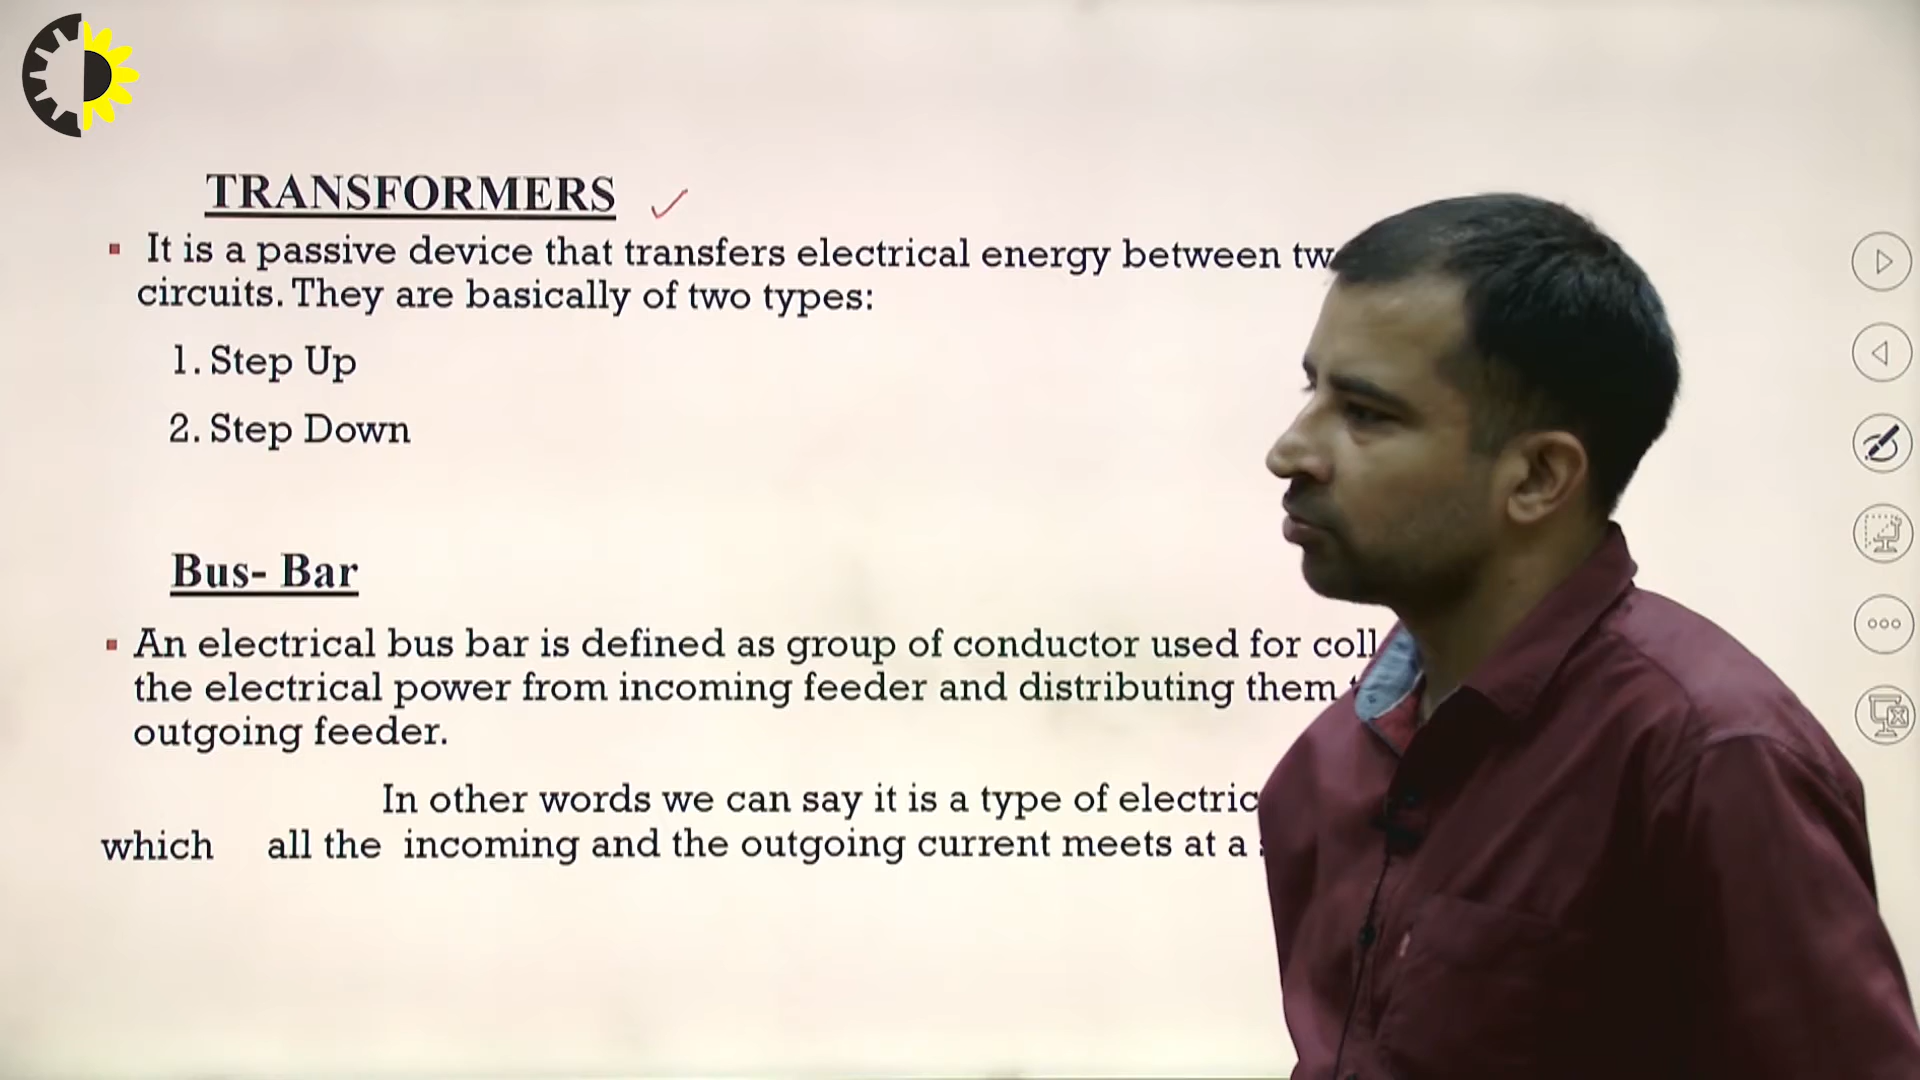 TRANSFORMERS
It is a passive device that transfers electrical energy between
circuits. They are basically of two types:
1. Step Up
2. Step Down
Bus- Bar
An electrical bus bar is defined as group of conductor used for
the electrical power from incoming feeder and distributing them
outgoing feeder.
In other words we can say it is a type of
which all the incoming and the outgoing current meets at a